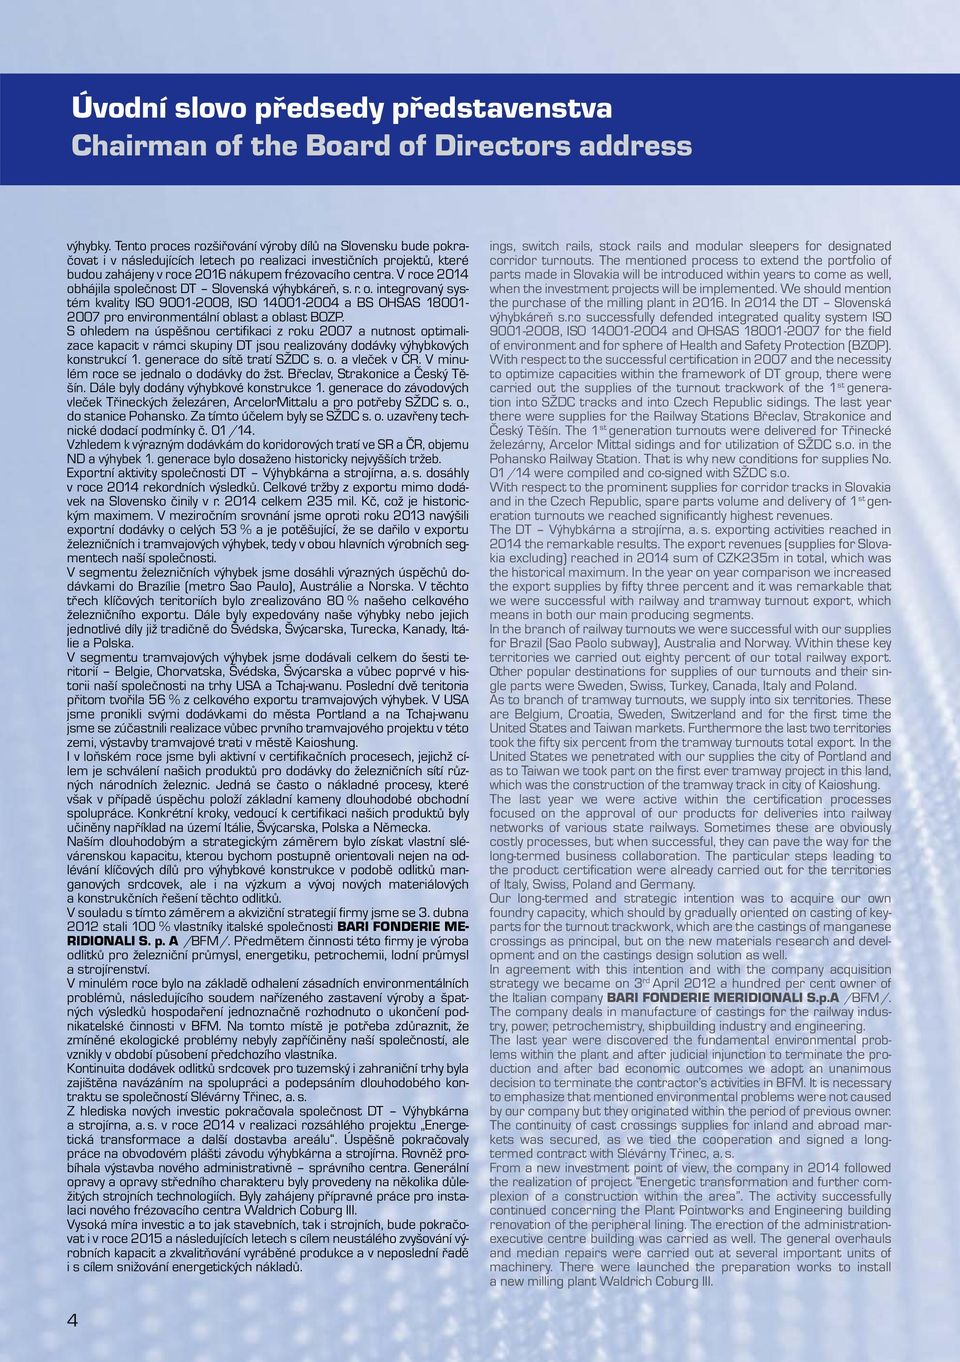 Úvodní slovo předsedy představenstva
Chairman of the Board of Directors address
výhybky. Tento proces rozšiřování výroby dílů na Slovensku bude pokra-
čovat i v následujících letech po realizaci investičních projektů, které
budou zahájeny v roce 2016 nákupem frézovacího centra. V roce 2014
obhájila společnost DT – Slovenská výhybkáreň, s. r. o. integrovaný sys-
tém kvality ISO 9001-2008, ISO 14001-2004 a BS OHSAS 18001-
2007 pro environmentální oblast a oblast BOZP.
S ohledem na úspěšnou certifikaci z roku 2007 a nutnost optimali-
zace kapacit v rámci skupiny DT jsou realizovány dodávky výhybkových
konstrukcí 1. generace do sítě tratí SŽDC s. o. a vleček v ČR. V minu-
lém roce se jednalo o dodávky do žst. Břeclav, Strakonice a Český Tě-
šín. Dále byly dodány výhybkové konstrukce 1. generace do závodových
vleček Třineckých železáren, ArcelorMittalu a pro potřeby SŽDC s. o.,
do stanice Pohansko. Za tímto účelem byly se SŽDC s. o. uzavřeny tech-
nické dodací podmínky č. 01/14.
Vzhledem k výrazným dodávkám do koridorových tratí ve SR a ČR, objemu
ND a výhybek 1. generace bylo dosaženo historicky nejvyšších tržeb.
Exportní aktivity společnosti DT – Výhybkárna a strojírna, a. s. dosáhly
v roce 2014 rekordních výsledků. Celkové tržby z exportu mimo dodá-
vek na Slovensko činily v r. 2014 celkem 235 mil. Kč, což je historic-
kým maximem. V meziročním srovnání jsme oproti roku 2013 navýšili
exportní dodávky o celých 53 % a je potěšující, že se dařilo v exportu
železničních i tramvajových výhybek, tedy v obou hlavních výrobních seg-
mentech naší společnosti.
V segmentu železničních výhybek jsme dosáhli výrazných úspěchů do-
dávkami do Brazílie (metro Sao Paulo), Austrálie a Norska. V těchto
třech klíčových teritoriích bylo zrealizováno 80 % našeho celkového
železničního exportu. Dále byly expedovány naše výhybky nebo jejich
jednotlivé díly již tradičně do Švédska, Švýcarska, Turecka, Kanady, Itá-
lie a Polska.
V segmentu tramvajových výhybek jsme dodávali celkem do šesti te-
ritorií – Belgie, Chorvatska, Švédska, Švýcarska a vůbec poprvé v his-
torii naší společnosti na trhy USA a Tchaj-wanu. Poslední dvě teritoria
přitom tvořila 56 % z celkového exportu tramvajových výhybek. V USA
jsme pronikli svými dodávkami do města Portland a na Tchaj-wanu
jsme se zúčastnili realizace vůbec prvního tramvajového projektu v této
zemi, výstavby tramvajové trati v městě Kaioshung.
I v loňském roce jsme byli aktivní v certifikačních procesech, jejichž cí-
lem je schválení našich produktů pro dodávky do železničních sítí růz-
ných národních železnic. Jedná se často o nákladné procesy, které
však v případě úspěchu položí základní kameny dlouhodobé obchodní
spolupráce. Konkrétní kroky, vedoucí k certifikaci našich produktů byly
učiněny například na území Itálie, Švýcarska, Polska a Německa.
Naším dlouhodobým a strategickým záměrem bylo získat vlastní slé-
várenskou kapacitu, kterou bychom postupně orientovali nejen na od-
lévání klíčových dílů pro výhybkové konstrukce v podobě odlitků man-
ganových srdcovek, ale i na výzkum a vývoj nových materiálových
a konstrukčních řešení těchto odlitků.
V souladu s tímto záměrem a akviziční strategií firmy jsme se 3. dubna
2012 stali 100 % vlastníky italské společnosti BARI FONDERIE ME-
RIDIONALI S. p. A /BFM/. Předmětem činnosti této firmy je výroba
odlitků pro železniční průmysl, energetiku, petrochemii, lodní průmysl
a strojírenství.
V minulém roce bylo na základě odhalení zásadních environmentálních
problémů, následujícího soudem nařízeného zastavení výroby a špat-
ných výsledků hospodaření jednoznačně rozhodnuto o ukončení pod-
nikatelské činnosti v BFM. Na tomto místě je potřeba zdůraznit, že
zmíněné ekologické problémy nebyly zapříčiněny naší společností, ale
vznikly v období působení předchozího vlastníka.
Kontinuita dodávek odlitků srdcovek pro tuzemský i zahraniční trhy byla
zajištěna navázáním na spolupráci a podepsáním dlouhodobého kon-
traktu se společností Slévárny Třinec, a. s.
Z hlediska nových investic pokračovala společnost DT – Výhybkárna
a strojírna, a. s. v roce 2014 v realizaci rozsáhlého projektu „Energe-
tická transformace a další dostavba areálu“. Úspěšně pokračovaly
práce na obvodovém plášti závodu výhybkárna a strojírna. Rovněž pro-
bíhala výstavba nového administrativně – správního centra. Generální
opravy a opravy středního charakteru byly provedeny na několika důle-
žitých strojních technologiích. Byly zahájeny přípravné práce pro insta-
laci nového frézovacího centra Waldrich Coburg III.
Vysoká míra investic a to jak stavebních, tak i strojních, bude pokračo-
vat i v roce 2015 a následujících letech s cílem neustálého zvyšování vý-
robních kapacit a zkvalitňování vyráběné produkce a v neposlední řadě
i s cílem snižování energetických nákladů.
ings, switch rails, stock rails and modular sleepers for designated
corridor turnouts. The mentioned process to extend the portfolio of
parts made in Slovakia will be introduced within years to come as well,
when the investment projects will be implemented. We should mention
the purchase of the milling plant in 2016. In 2014 the DT – Slovenská
výhybkáreň s.r.o successfully defended integrated quality system ISO
9001-2008, ISO 14001-2004 and OHSAS 18001-2007 for the field
of environment and for sphere of Health and Safety Protection (BZOP).
With respect to the successful certification in 2007 and the necessity
to optimize capacities within the framework of DT group, there were
carried out the supplies of the turnout trackwork of the 1st genera-
tion into SŽDC tracks and into Czech Republic sidings. The last year
there were supplies for the Railway Stations Břeclav, Strakonice and
Český Těšín. The 1st generation turnouts were delivered for Třinecké
železárny, Arcelor Mittal sidings and for utilization of SŽDC s.o. in the
Pohansko Railway Station. That is why new conditions for supplies No.
01/14 were compiled and co-signed with SŽDC s.o.
With respect to the prominent supplies for corridor tracks in Slovakia
and in the Czech Republic, spare parts volume and delivery of 1st gen-
eration turnouts we reached significantly highest revenues.
The DT – Výhybkárna a strojírna, a. s. exporting activities reached in
2014 the remarkable results. The export revenues (supplies for Slova-
kia excluding) reached in 2014 sum of CZK235m in total, which was
the historical maximum. In the year on year comparison we increased
the export supplies by fifty three percent and it was remarkable that
we were successful with railway and tramway turnout export, which
means in both our main producing segments.
In the branch of railway turnouts we were successful with our supplies
for Brazil (Sao Paolo subway), Australia and Norway. Within these key
territories we carried out eighty percent of our total railway export.
Other popular destinations for our supplies or turnouts and their sin-
gle parts were Sweden, Swiss, Turkey, Canada, Italy and Poland.
As to branch of tramway turnouts, we supply into six territories. These
are Belgium, Croatia, Sweden, Switzerland and for the first time the
United States and Taiwan markets. Furthermore the last two territories
took the fifty six percent from the tramway turnouts total export. In the
United States we penetrated with our supplies the city of Portland and
as to Taiwan we took part on the first ever tramway project in this land,
which was the construction of the tramway track in city of Kaioshung.
The last year we were active within the certification processes
focused on the approval of our products for deliveries into railway
networks of various countries. Sometimes these are obviously
costly processes, but when successful, they can pave the way for the
long-termed business collaboration. The particular steps leading to
the product certification were already carried out into the territories
of Italy, Swiss, Poland and Germany.
Our long-termed and strategic intention was to acquire our own
foundry capacity, which should by gradually oriented on casting of key-
parts for the turnout trackwork, which is for example the castings of
manganese crossings as principal component for turnout construc-
tions, but not only that but also on new materials research and devel-
opment and on the castings design solution as well.
In agreement with this intention and with the company acquisition
strategy we became on 3rd April 2012 a hundred percent owner of
the Italian company BARI FONDERIE MERIDIONALI S.p.A /BFM/.
The company deals in manufacture of castings for the railway indus-
try, power, petrochemistry, shipbuilding industry and engineering.
The last year were discovered the fundamental environmental
problems within the plant and after judicial injunction to terminate the pro-
duction and after bad economic outcomes we adopt an unanimous
decision to terminate the contractor's activities in BFM. It is necessary
to emphasize that mentioned environmental problems were not caused
by our company but they originated within the period of previous owner.
The continuity of cast crossings supplies for inland and abroad mar-
kets was secured, as we tied the cooperation and signed a long-
termed contract with Slévárny Třinec, a. s.
From a new investment point of view, the company in 2014 followed
the realization of project “Energetic transformation and further com-
plexion of a construction within the area”. The activity successfully
continued concerning the Plant Pointworks and Engineering building
renovation of the peripheral lining. The erection of the administration-
executive centre building was carried as well. The general overhauls
and median repairs were carried out at several important units of
machinery. There were initiated the preparatory works to install
a new milling plant Waldrich Coburg III.
4